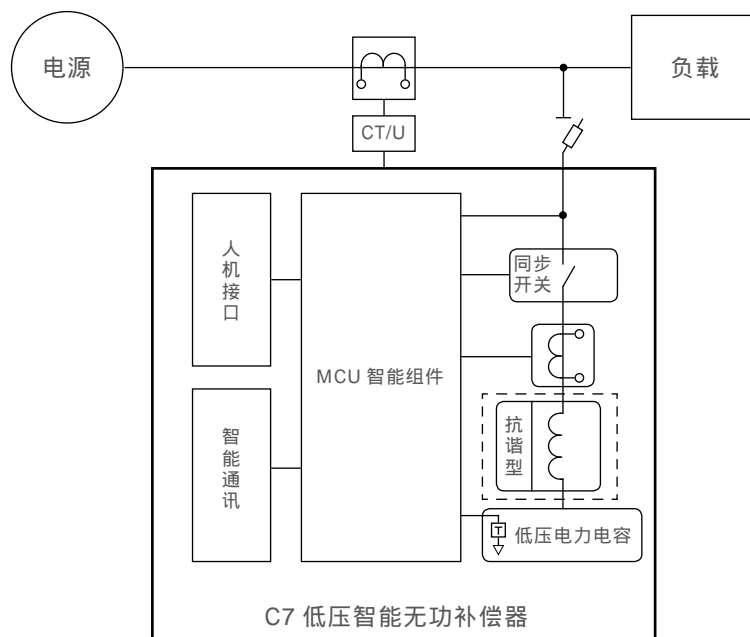 电源
负载
CT/U
人机接口
同步
开关
MCU 智能组件
抗谐型
智能通讯
T
低压电力电容
C7 低压智能无功补偿器